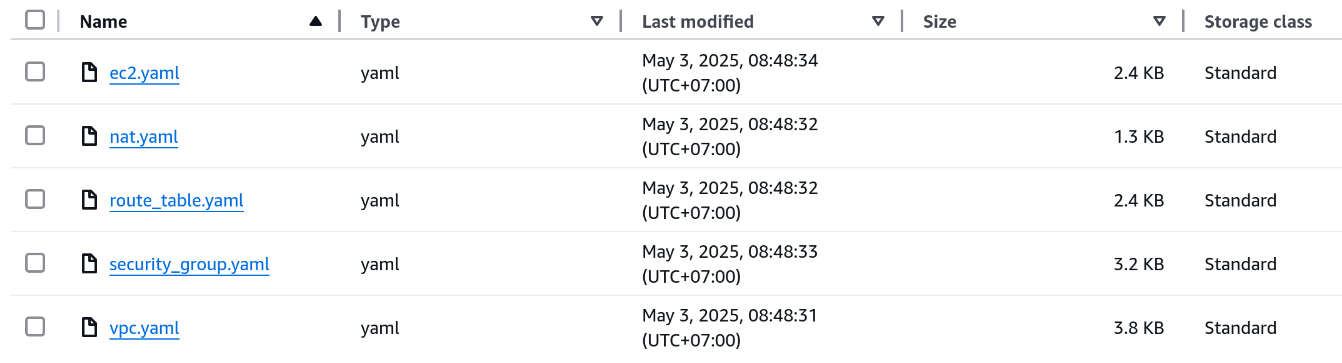 Name Type Last modified Size Storage class
ec2.yaml yaml May 3, 2025, 08:48:34 (UTC+07:00) 2.4 KB Standard
nat.yaml yaml May 3, 2025, 08:48:32 (UTC+07:00) 1.3 KB Standard
route_table.yaml yaml May 3, 2025, 08:48:32 (UTC+07:00) 2.4 KB Standard
security_group.yaml yaml May 3, 2025, 08:48:33 (UTC+07:00) 3.2 KB Standard
vpc.yaml yaml May 3, 2025, 08:48:31 (UTC+07:00) 3.8 KB Standard